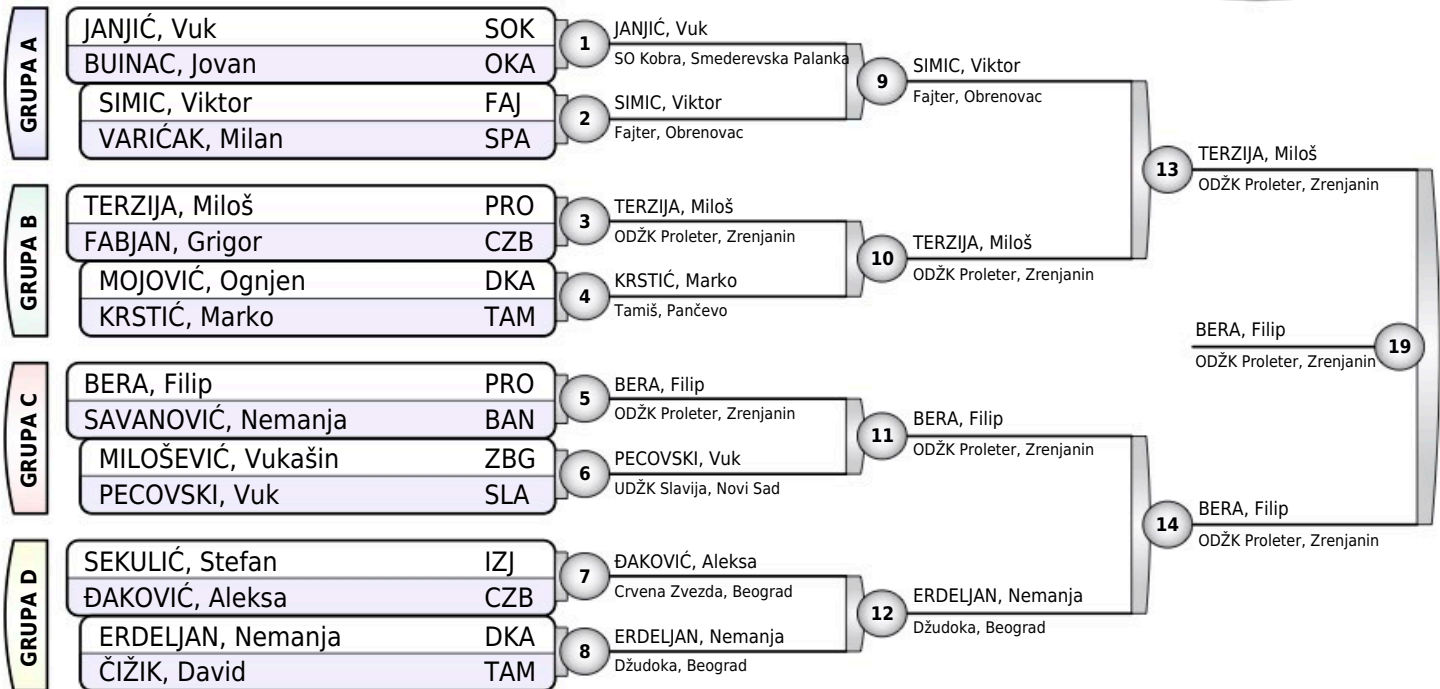 GRUPA A
JANJIĆ, Vuk SOK
BUINAC, Jovan OKA
SIMIC, Viktor FAJ
VARIĆAK, Milan SPA
GRUPA B
TERZIJA, Miloš PRO
FABJAN, Grigor CZB
MOJOVIĆ, Ognjen DKA
KRSTIĆ, Marko TAM
GRUPA C
BERA, Filip PRO
SAVANOVIĆ, Nemanja BAN
MILOŠEVIĆ, Vukašin ZBG
PECOVSKI, Vuk SLA
GRUPA D
SEKULIĆ, Stefan IZJ
ĐAKOVIĆ, Aleksa CZB
ERDELJAN, Nemanja DKA
ČIŽIK, David TAM
1
JANJIĆ, Vuk
SO Kobra, Smederevska Palanka
2
SIMIC, Viktor
Fajter, Obrenovac
3
TERZIJA, Miloš
ODŽK Proleter, Zrenjanin
4
KRSTIĆ, Marko
Tamiš, Pančevo
5
BERA, Filip
ODŽK Proleter, Zrenjanin
6
PECOVSKI, Vuk
UDŽK Slavija, Novi Sad
7
ĐAKOVIĆ, Aleksa
Crvena Zvezda, Beograd
8
ERDELJAN, Nemanja
Džudoka, Beograd
9
SIMIC, Viktor
Fajter, Obrenovac
10
TERZIJA, Miloš
ODŽK Proleter, Zrenjanin
11
BERA, Filip
ODŽK Proleter, Zrenjanin
12
ERDELJAN, Nemanja
Džudoka, Beograd
13
TERZIJA, Miloš
ODŽK Proleter, Zrenjanin
14
BERA, Filip
ODŽK Proleter, Zrenjanin
BERA, Filip
ODŽK Proleter, Zrenjanin
19